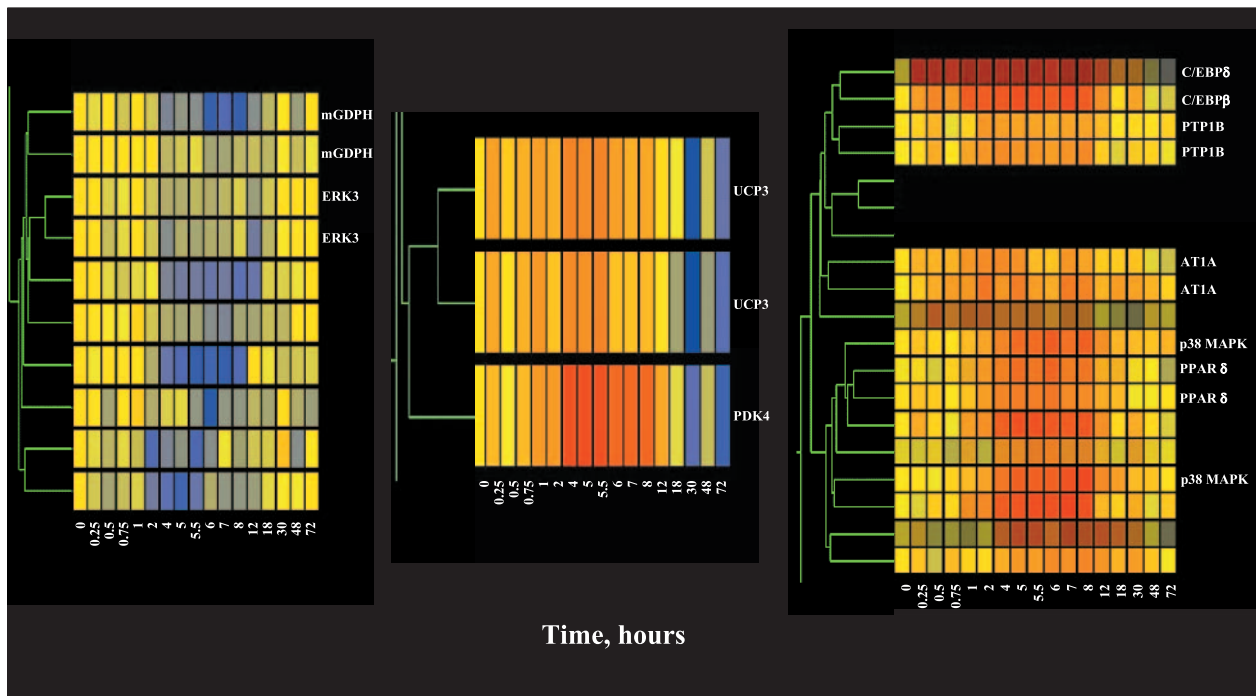 mGDPH
mGDPH
ERK3
ERK3
0 0.25 0.5 0.75 1 2 4 5 5.5 6 7 8 12 18 30 48 72
UCP3
UCP3
PDK4
0 0.25 0.5 0.75 1 2 4 5 5.5 6 7 8 12 18 30 48 72
C/EBPδ
C/EBPβ
PTP1B
PTP1B
AT1A
AT1A
p38 MAPK
PPAR δ
PPAR δ
p38 MAPK
0 0.25 0.5 0.75 1 2 4 5 5.5 6 7 8 12 18 30 48 72
Time, hours